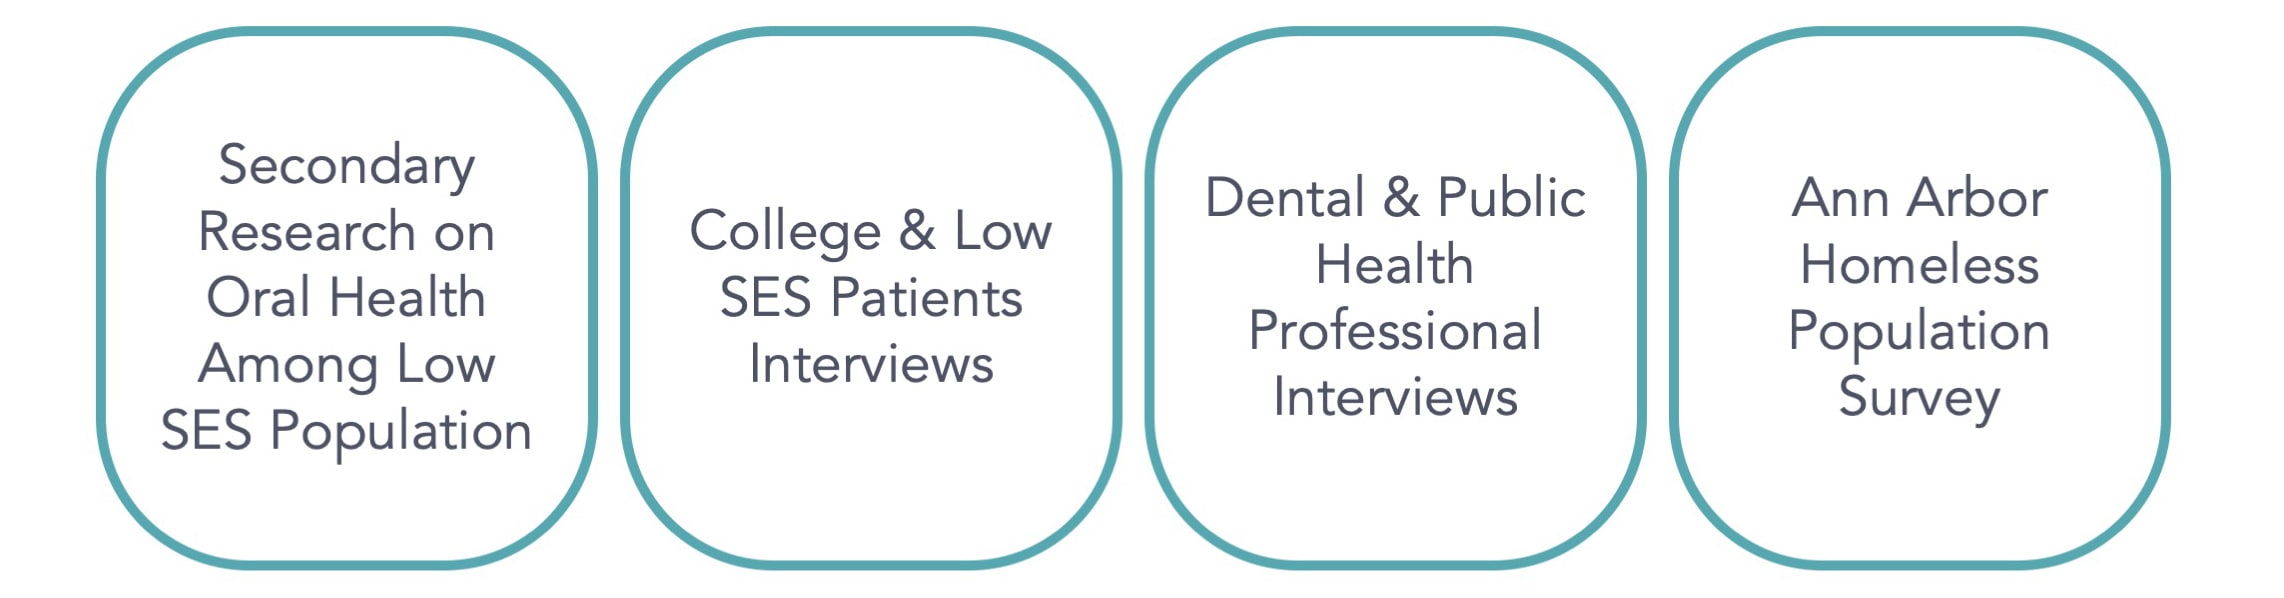 Secondary
Research on
Oral Health
Among Low
SES Population
College & Low
SES Patients
Interviews
Dental & Public
Health
Professional
Interviews
Ann Arbor
Homeless
Population
Survey